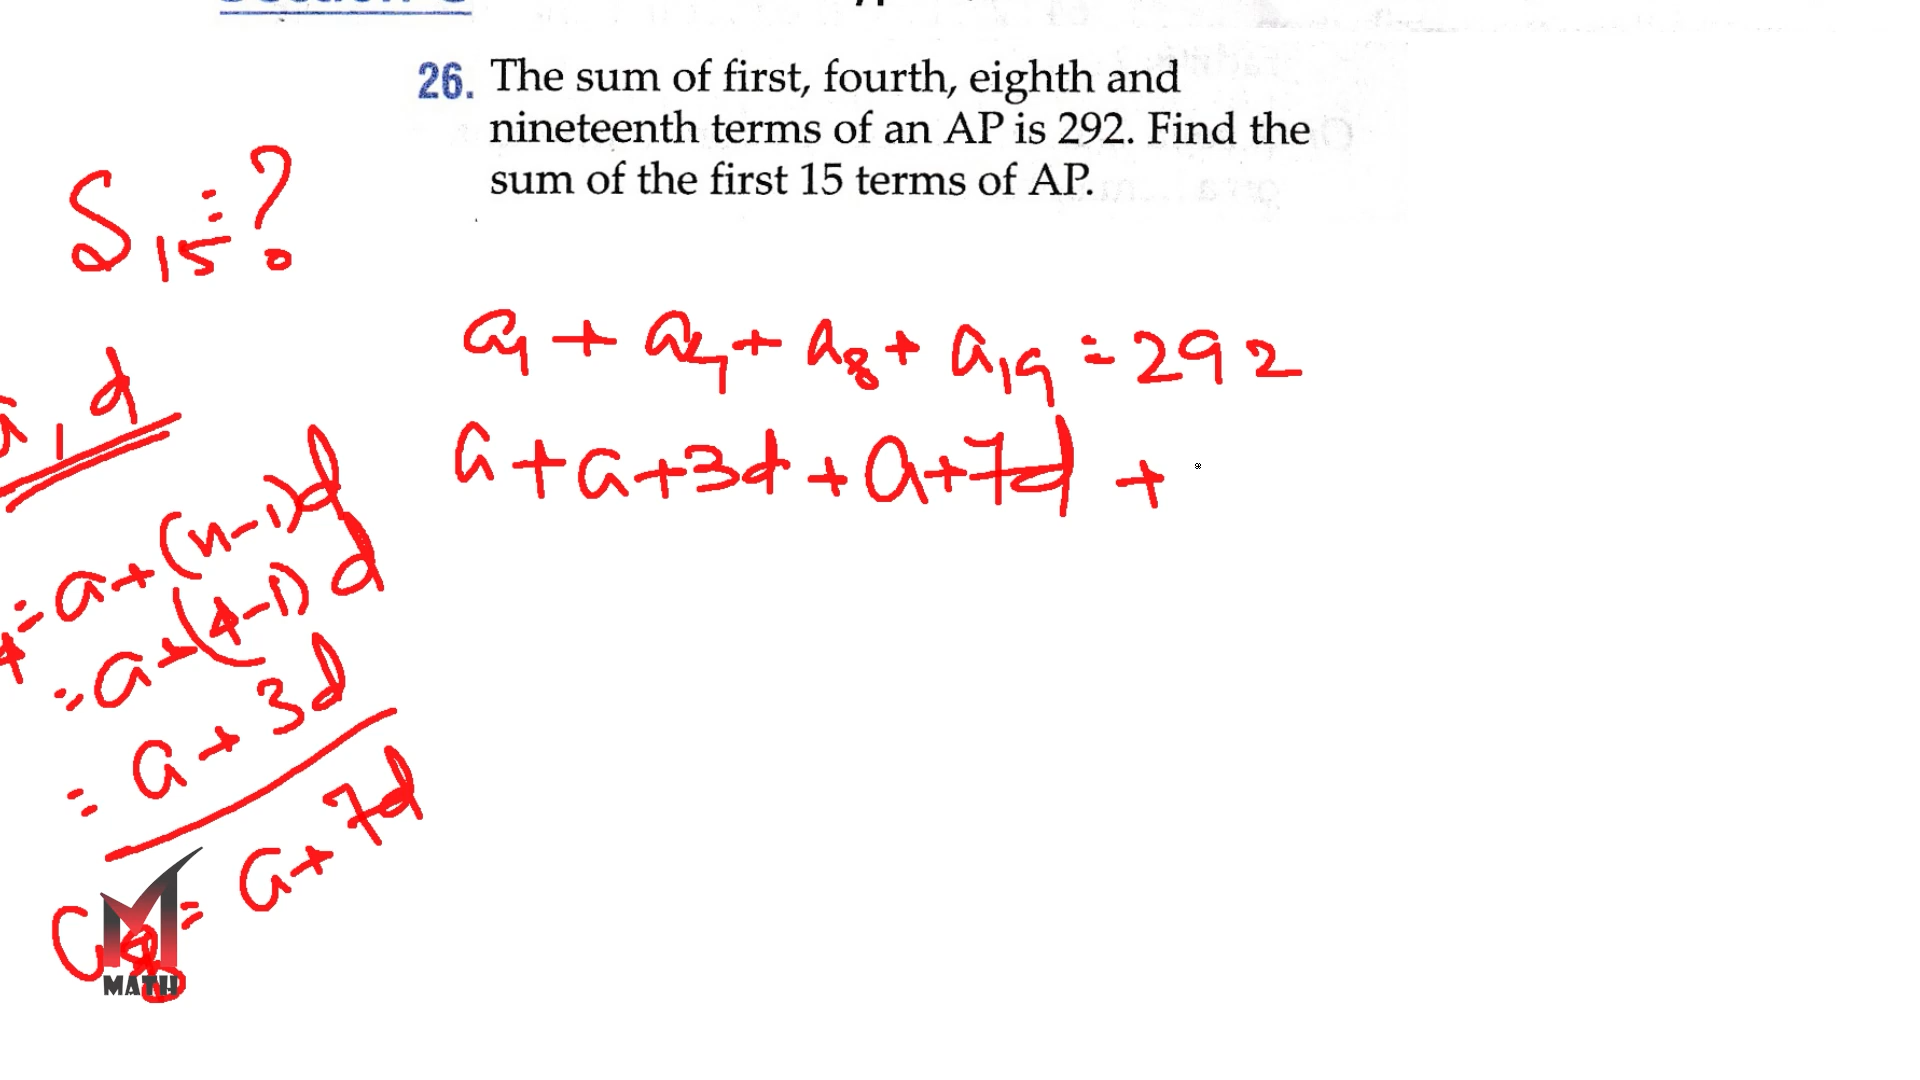 26. The sum of first, fourth, eighth and
nineteenth terms of an AP is 292. Find the
sum of the first 15 terms of AP.
S₁₅ = ?
a₁ + a₄ + a₈ + a₁₉ = 292
a, d
a + a + 3d + a + 7d +
= a + (n-1)d
= a + (4-1)d
= a + 3d
= a + 7d
MATH